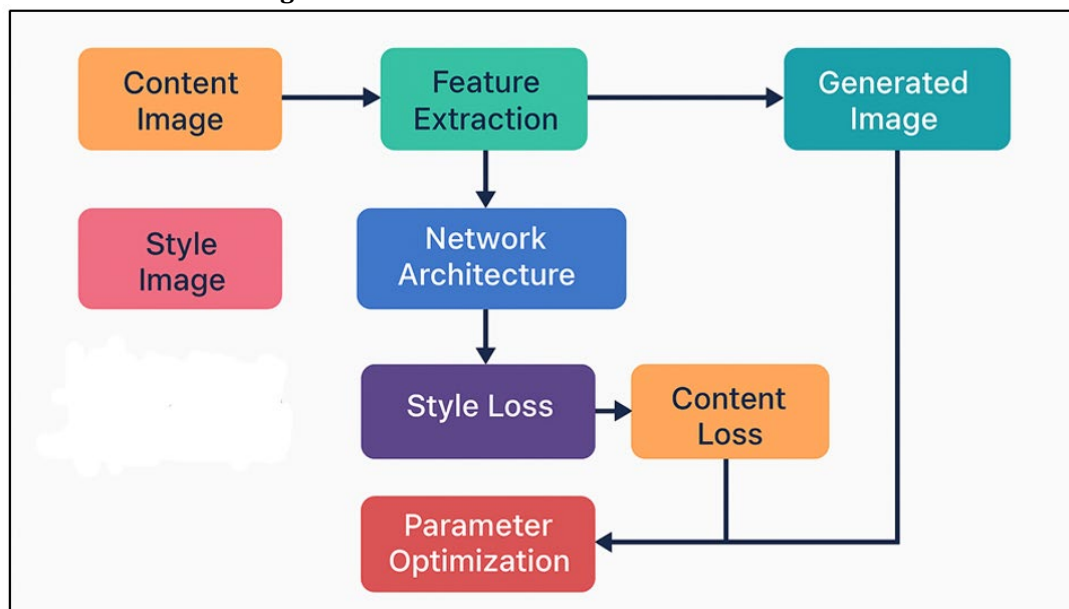 Content
Image
Feature
Extraction
Generated
Image
Style
Image
Network
Architecture
Style Loss
Content
Loss
Parameter
Optimization